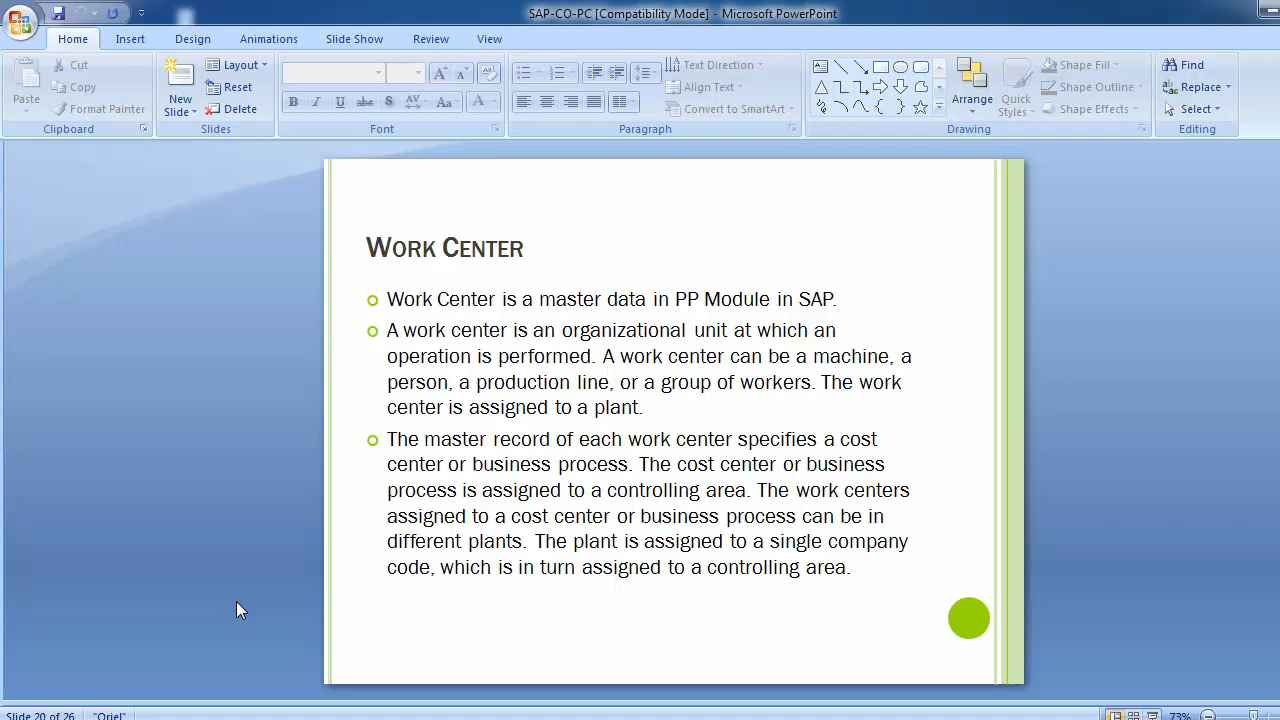 SAP-CO-PC [Compatibility Mode] - Microsoft PowerPoint
Home Insert Design Animations Slide Show Review View
Paste
Cut
Copy
Format Painter
Clipboard
New
Slide
Layout
Reset
Delete
Slides
B I U abc S AV Aa A
Font
Text Direction
Align Text
Convert to SmartArt
Paragraph
Arrange
Quick
Styles
Shape Fill
Shape Outline
Shape Effects
Drawing
Find
Replace
Select
Editing
WORK CENTER
Work Center is a master data in PP Module in SAP.
A work center is an organizational unit at which an
operation is performed. A work center can be a machine, a
person, a production line, or a group of workers. The work
center is assigned to a plant.
The master record of each work center specifies a cost
center or business process. The cost center or business
process is assigned to a controlling area. The work centers
assigned to a cost center or business process can be in
different plants. The plant is assigned to a single company
code, which is in turn assigned to a controlling area.
Slide 20 of 26 "Oriel" 73%